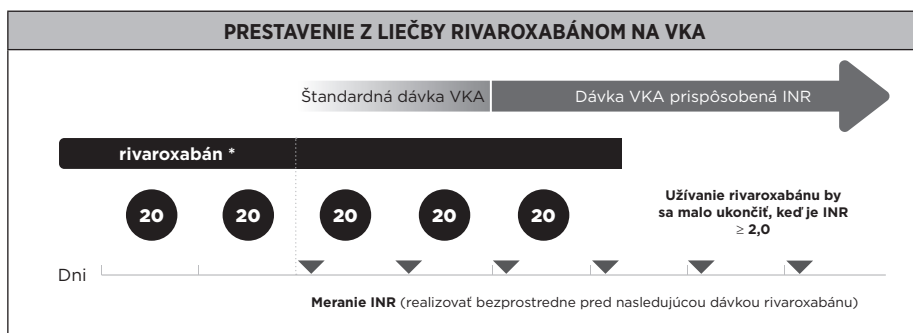 PRESTAVENIE Z LIEČBY RIVAROXABÁNOM NA VKA
Štandardná dávka VKA
Dávka VKA prispôsobená INR
rivaroxabán *
20
20
20
20
20
Užívanie rivaroxabánu by
sa malo ukončiť, keď je INR
≥ 2,0
Dni
Meranie INR (realizovať bezprostredne pred nasledujúcou dávkou rivaroxabánu)